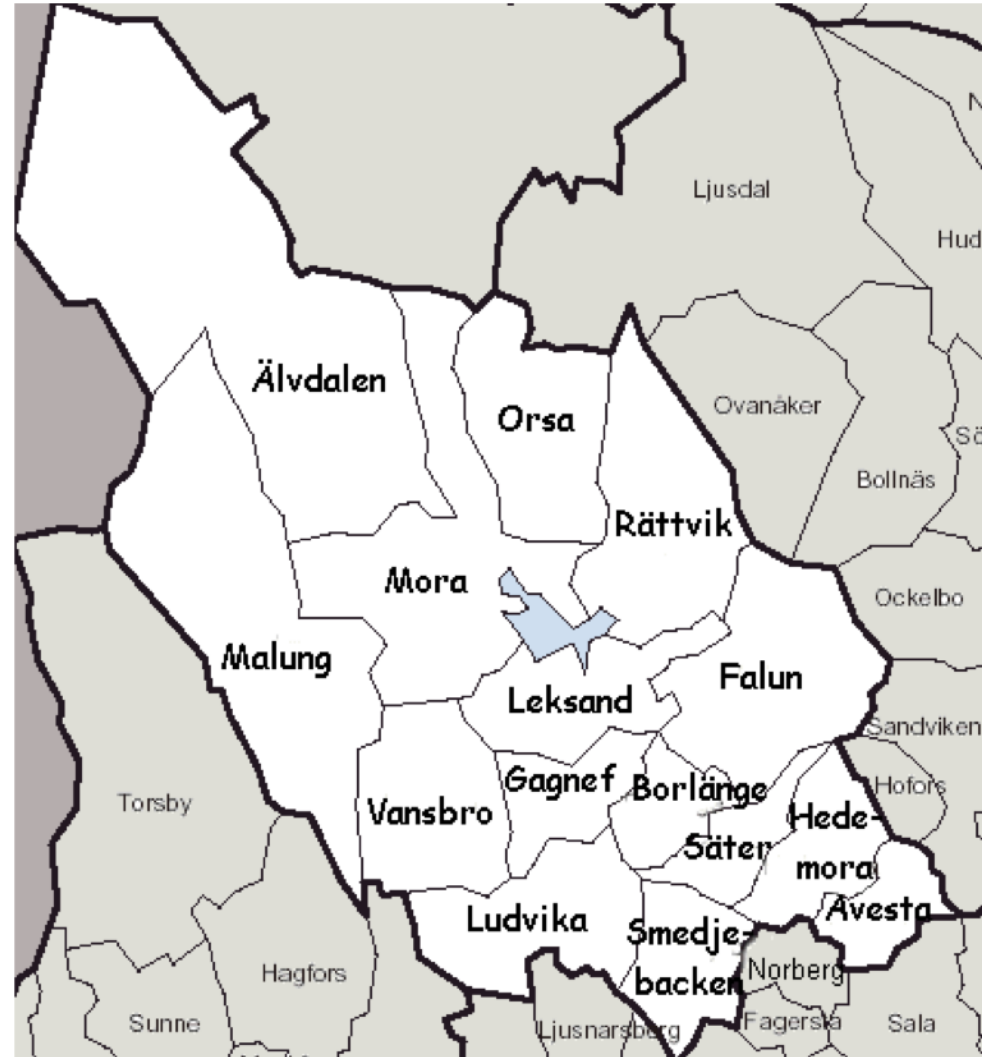 N
Ljusdal
Hud
Älvdalen
Orsa
Ovanåker
Sö
Bollnäs
Rättvik
Mora
Ockelbo
Malung
Leksand
Falun
Sandviken
Torsby
Vansbro
Gagnef
Borlänge
Hofors
Hede-
mora
Säter
Ludvika
Avesta
Smedje-
backen
Hagfors
Norberg
Sunne
Ljusnarsberg
Fagersta
Sala